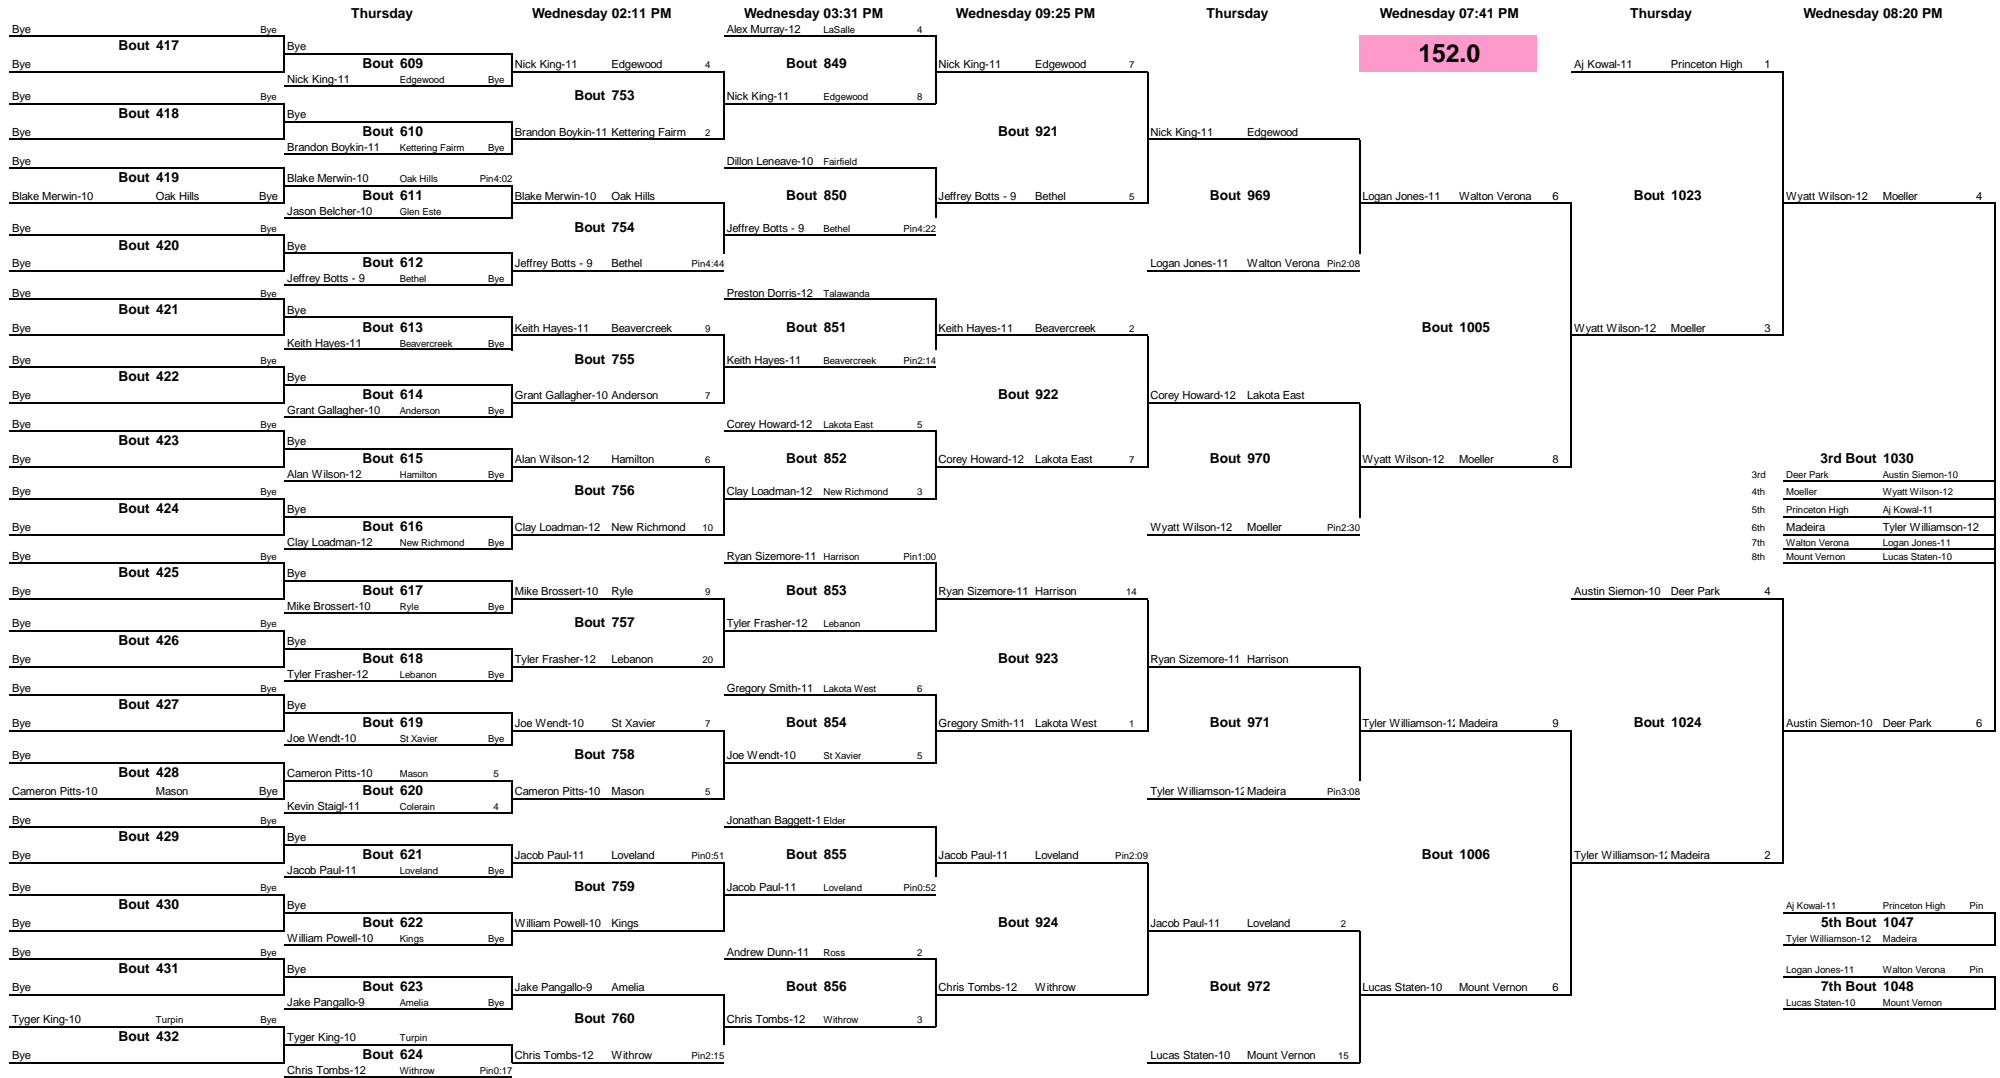 Thursday Wednesday 02:11 PM Wednesday 03:31 PM Wednesday 09:25 PM Thursday Wednesday 07:41 PM Thursday Wednesday 08:20 PM
152.0
Bye Bye
Bout 417
Bye
Bye Bye
Bout 418
Bye
Bye
Bout 419
Blake Merwin-10 Oak Hills Bye
Bye Bye
Bout 420
Bye
Bye Bye
Bout 421
Bye
Bye Bye
Bout 422
Bye
Bye Bye
Bout 423
Bye
Bye Bye
Bout 424
Bye
Bye Bye
Bout 425
Bye
Bye Bye
Bout 426
Bye
Bye Bye
Bout 427
Bye
Bye
Bout 428
Cameron Pitts-10 Mason Bye
Bye Bye
Bout 429
Bye
Bye Bye
Bout 430
Bye
Bye Bye
Bout 431
Bye
Tyger King-10 Turpin Bye
Bout 432
Bye
Bye
Bout 609
Nick King-11 Edgewood Bye
Bye
Bout 610
Brandon Boykin-11 Kettering Fairm Bye
Blake Merwin-10 Oak Hills Pin4:02
Bout 611
Jason Belcher-10 Glen Este
Bye
Bout 612
Jeffrey Botts - 9 Bethel Bye
Bye
Bout 613
Keith Hayes-11 Beavercreek Bye
Bye
Bout 614
Grant Gallagher-10 Anderson Bye
Bye
Bout 615
Alan Wilson-12 Hamilton Bye
Bye
Bout 616
Clay Loadman-12 New Richmond Bye
Bye
Bout 617
Mike Brossert-10 Ryle Bye
Bye
Bout 618
Tyler Frasher-12 Lebanon Bye
Bye
Bout 619
Joe Wendt-10 St Xavier Bye
Cameron Pitts-10 Mason 5
Bout 620
Kevin Staigl-11 Colerain 4
Bye
Bout 621
Jacob Paul-11 Loveland Bye
Bye
Bout 622
William Powell-10 Kings Bye
Bye
Bout 623
Jake Pangallo-9 Amelia Bye
Tyger King-10 Turpin
Bout 624
Chris Tombs-12 Withrow Pin0:17
Nick King-11 Edgewood 4
Bout 753
Brandon Boykin-11 Kettering Fairm 2
Blake Merwin-10 Oak Hills
Bout 754
Jeffrey Botts - 9 Bethel Pin4:44
Keith Hayes-11 Beavercreek 9
Bout 755
Grant Gallagher-10 Anderson 7
Alan Wilson-12 Hamilton 6
Bout 756
Clay Loadman-12 New Richmond 10
Mike Brossert-10 Ryle 9
Bout 757
Tyler Frasher-12 Lebanon 20
Joe Wendt-10 St Xavier 7
Bout 758
Cameron Pitts-10 Mason 5
Jacob Paul-11 Loveland Pin0:51
Bout 759
William Powell-10 Kings
Jake Pangallo-9 Amelia
Bout 760
Chris Tombs-12 Withrow Pin2:15
Alex Murray-12 LaSalle 4
Bout 849
Nick King-11 Edgewood 8
Dillon Leneave-10 Fairfield
Bout 850
Jeffrey Botts - 9 Bethel Pin4:22
Preston Dorris-12 Talawanda
Bout 851
Keith Hayes-11 Beavercreek Pin2:14
Corey Howard-12 Lakota East 5
Bout 852
Clay Loadman-12 New Richmond 3
Ryan Sizemore-11 Harrison Pin1:00
Bout 853
Tyler Frasher-12 Lebanon
Gregory Smith-11 Lakota West 6
Bout 854
Joe Wendt-10 St Xavier 5
Jonathan Baggett-1 Elder
Bout 855
Jacob Paul-11 Loveland Pin0:52
Andrew Dunn-11 Ross 2
Bout 856
Chris Tombs-12 Withrow 3
Nick King-11 Edgewood 7
Bout 921
Jeffrey Botts - 9 Bethel 5
Keith Hayes-11 Beavercreek 2
Bout 922
Corey Howard-12 Lakota East 7
Ryan Sizemore-11 Harrison 14
Bout 923
Gregory Smith-11 Lakota West 1
Jacob Paul-11 Loveland Pin2:09
Bout 924
Chris Tombs-12 Withrow
Nick King-11 Edgewood
Bout 969
Logan Jones-11 Walton Verona Pin2:08
Corey Howard-12 Lakota East
Bout 970
Wyatt Wilson-12 Moeller Pin2:30
Ryan Sizemore-11 Harrison
Bout 971
Tyler Williamson-12 Madeira Pin3:08
Jacob Paul-11 Loveland 2
Bout 972
Lucas Staten-10 Mount Vernon 15
Logan Jones-11 Walton Verona 6
Bout 1005
Wyatt Wilson-12 Moeller 8
Tyler Williamson-12 Madeira 9
Bout 1006
Lucas Staten-10 Mount Vernon 6
Aj Kowal-11 Princeton High 1
Bout 1023
Wyatt Wilson-12 Moeller 3
Austin Siemon-10 Deer Park 4
Bout 1024
Tyler Williamson-12 Madeira 2
Wyatt Wilson-12 Moeller 4
3rd Bout 1030
3rd Deer Park Austin Siemon-10
4th Moeller Wyatt Wilson-12
5th Princeton High Aj Kowal-11
6th Madeira Tyler Williamson-12
7th Walton Verona Logan Jones-11
8th Mount Vernon Lucas Staten-10
Austin Siemon-10 Deer Park 6
Aj Kowal-11 Princeton High Pin
5th Bout 1047
Tyler Williamson-12 Madeira
Logan Jones-11 Walton Verona Pin
7th Bout 1048
Lucas Staten-10 Mount Vernon